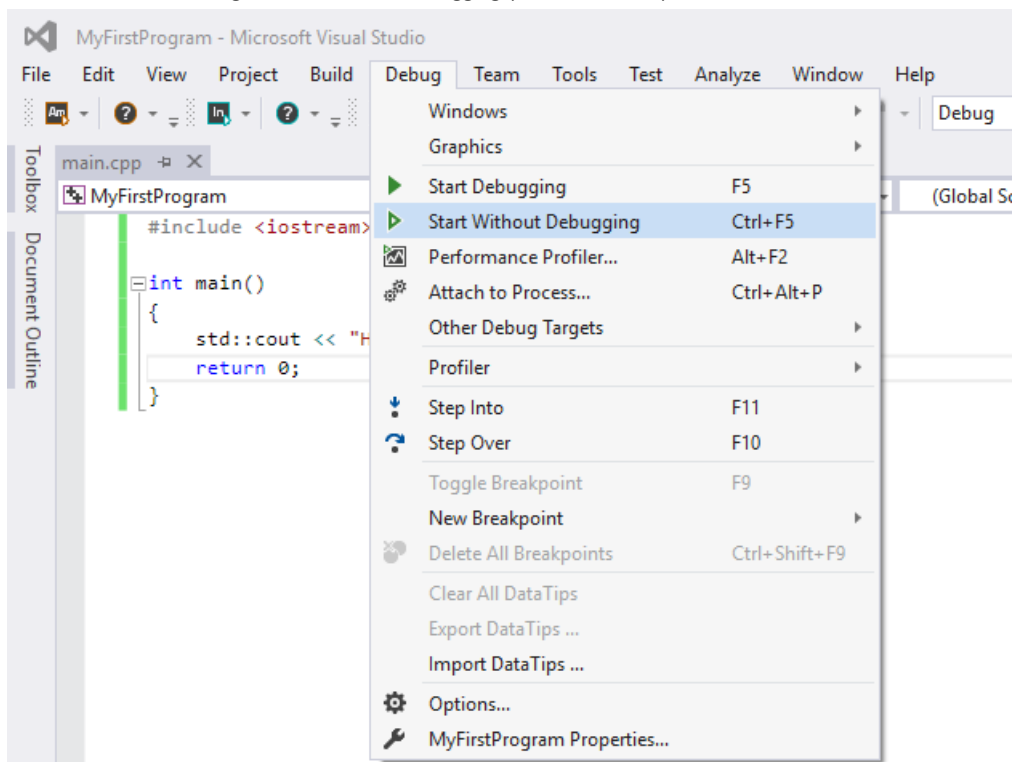 MyFirstProgram - Microsoft Visual Studio
File Edit View Project Build Debug Team Tools Test Analyze Window Help
Am In Debug
Toolbox
Document Outline
main.cpp
MyFirstProgram (Global
#include <iostream>
int main()
{
std::cout << "H
return 0;
}
Windows
Graphics
Start Debugging F5
Start Without Debugging Ctrl+F5
Performance Profiler... Alt+F2
Attach to Process... Ctrl+Alt+P
Other Debug Targets
Profiler
Step Into F11
Step Over F10
Toggle Breakpoint F9
New Breakpoint
Delete All Breakpoints Ctrl+Shift+F9
Clear All DataTips
Export DataTips ...
Import DataTips ...
Options...
MyFirstProgram Properties...